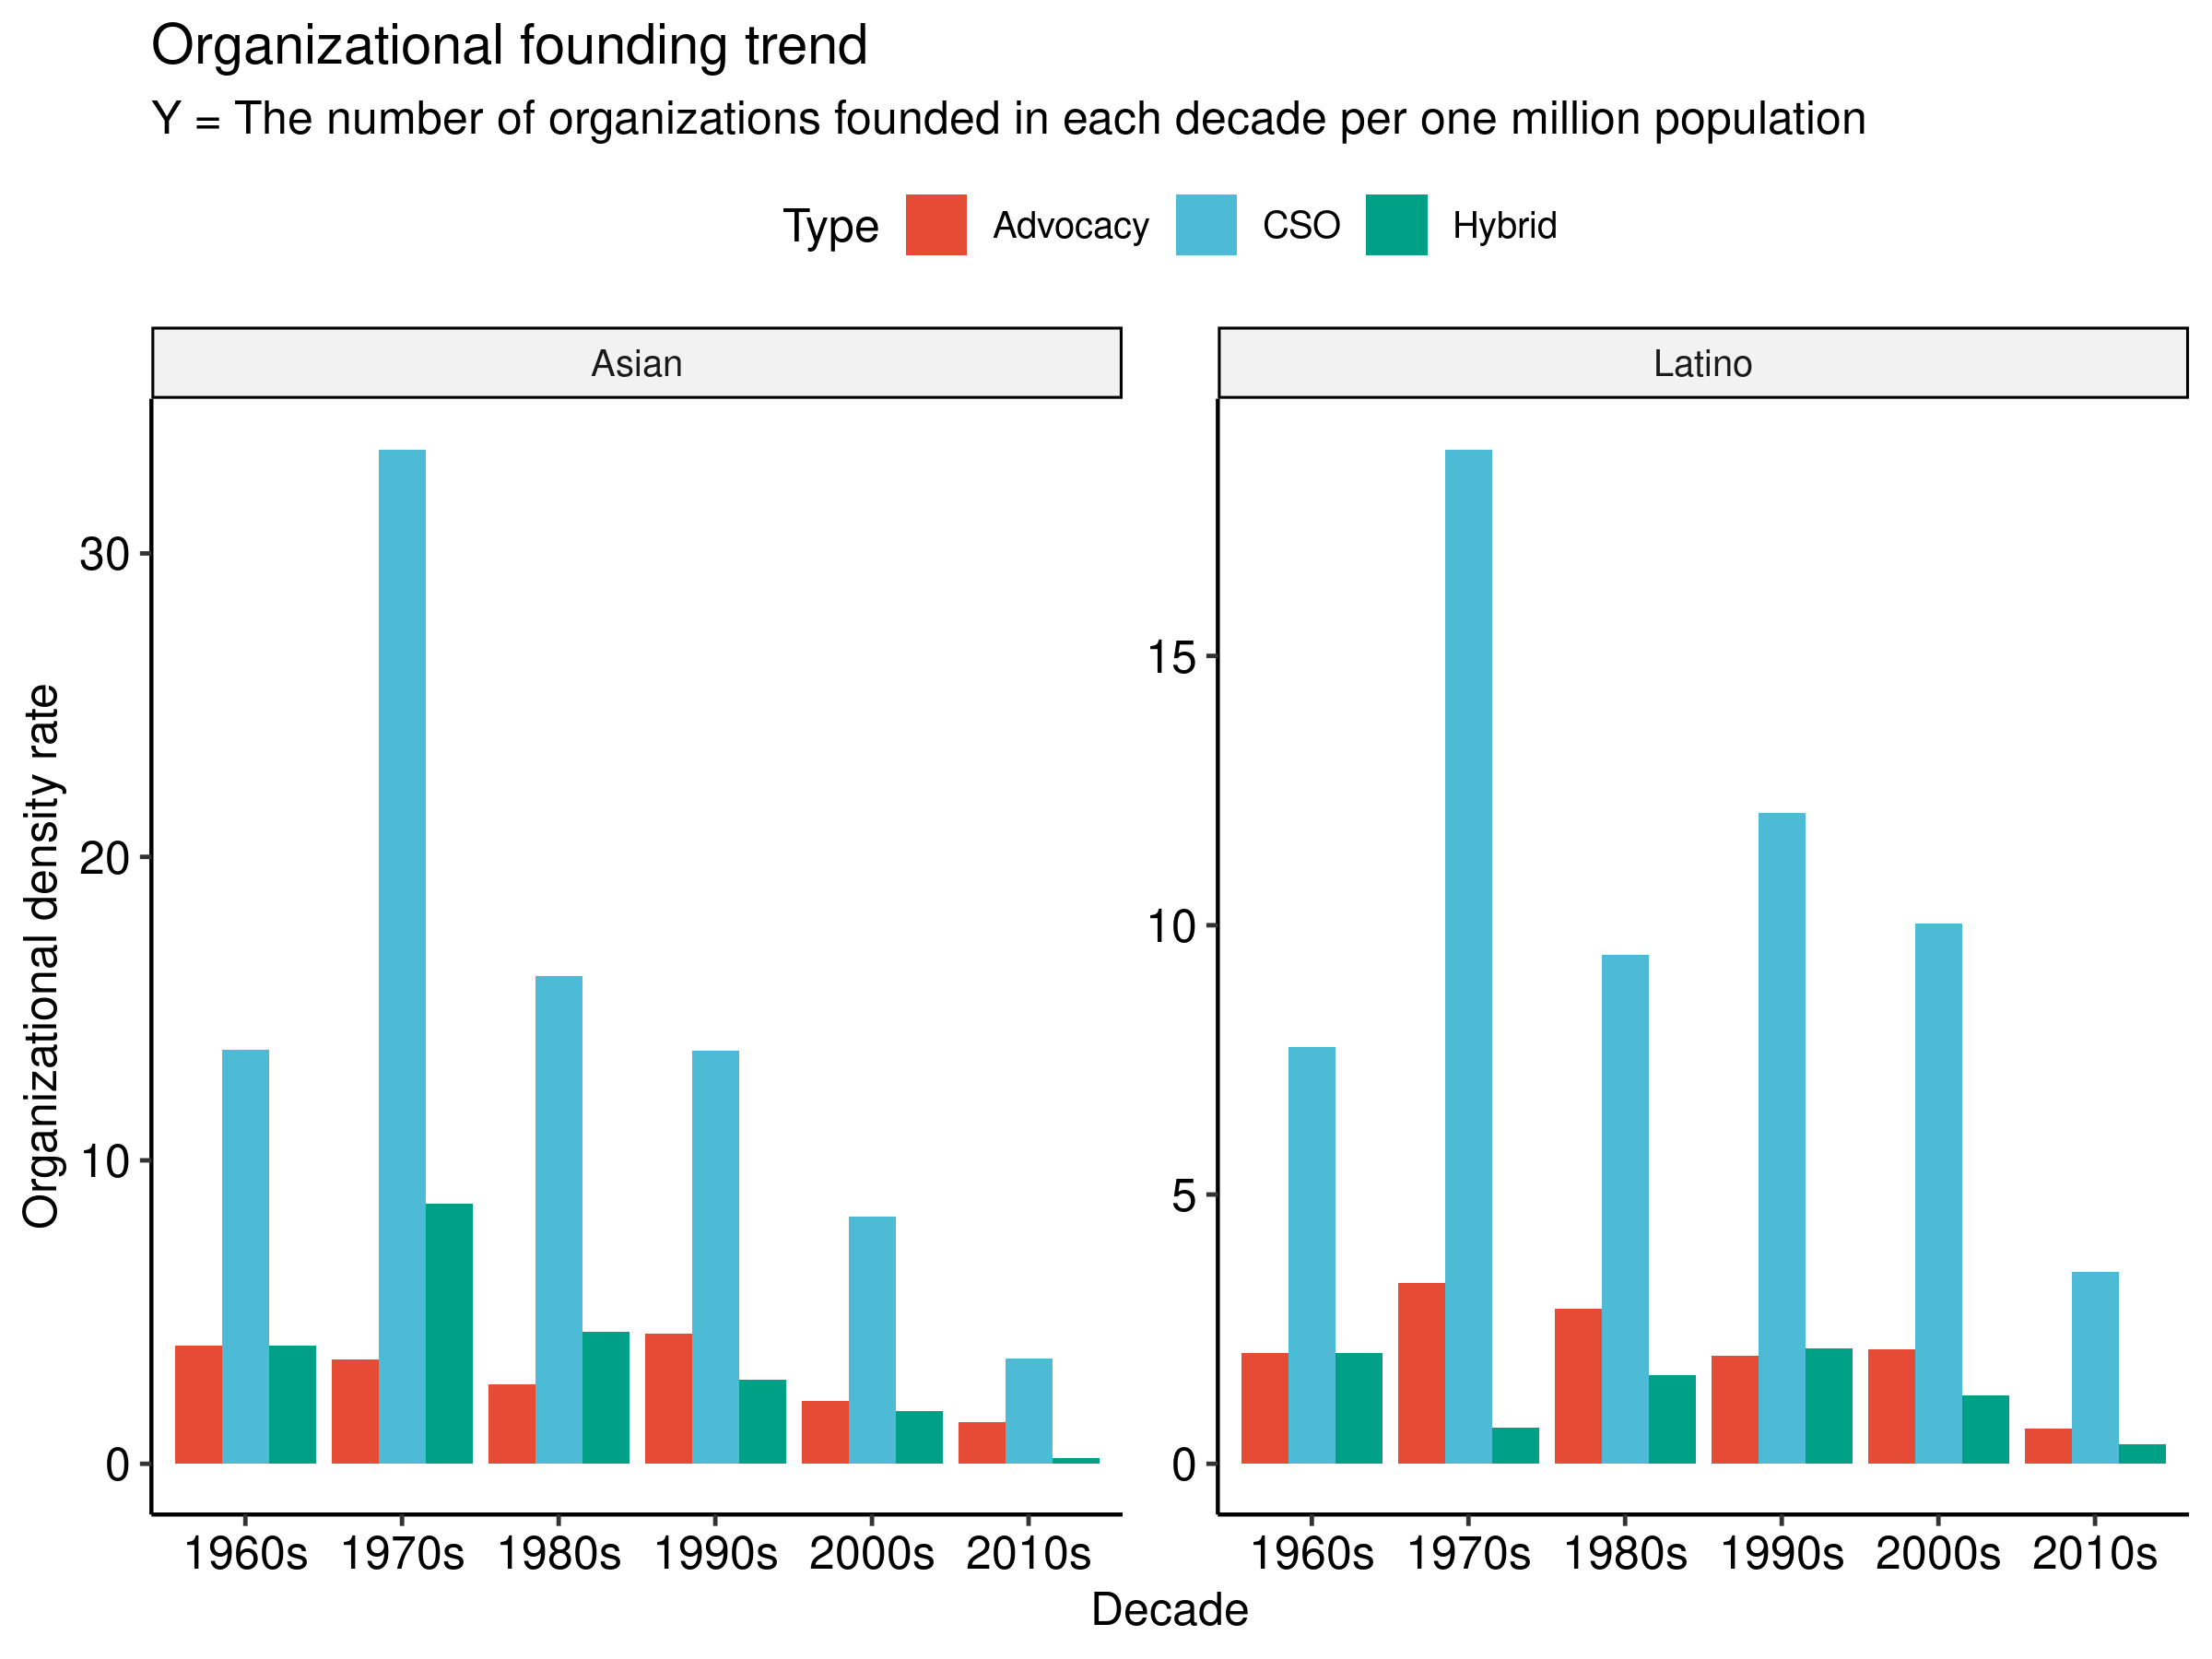 Organizational founding trend
Y = The number of organizations founded in each decade per one million population
Type Advocacy CSO Hybrid
Asian
Latino
Organizational density rate
30
20
10
0
15
10
5
0
1960s 1970s 1980s 1990s 2000s 2010s
1960s 1970s 1980s 1990s 2000s 2010s
Decade